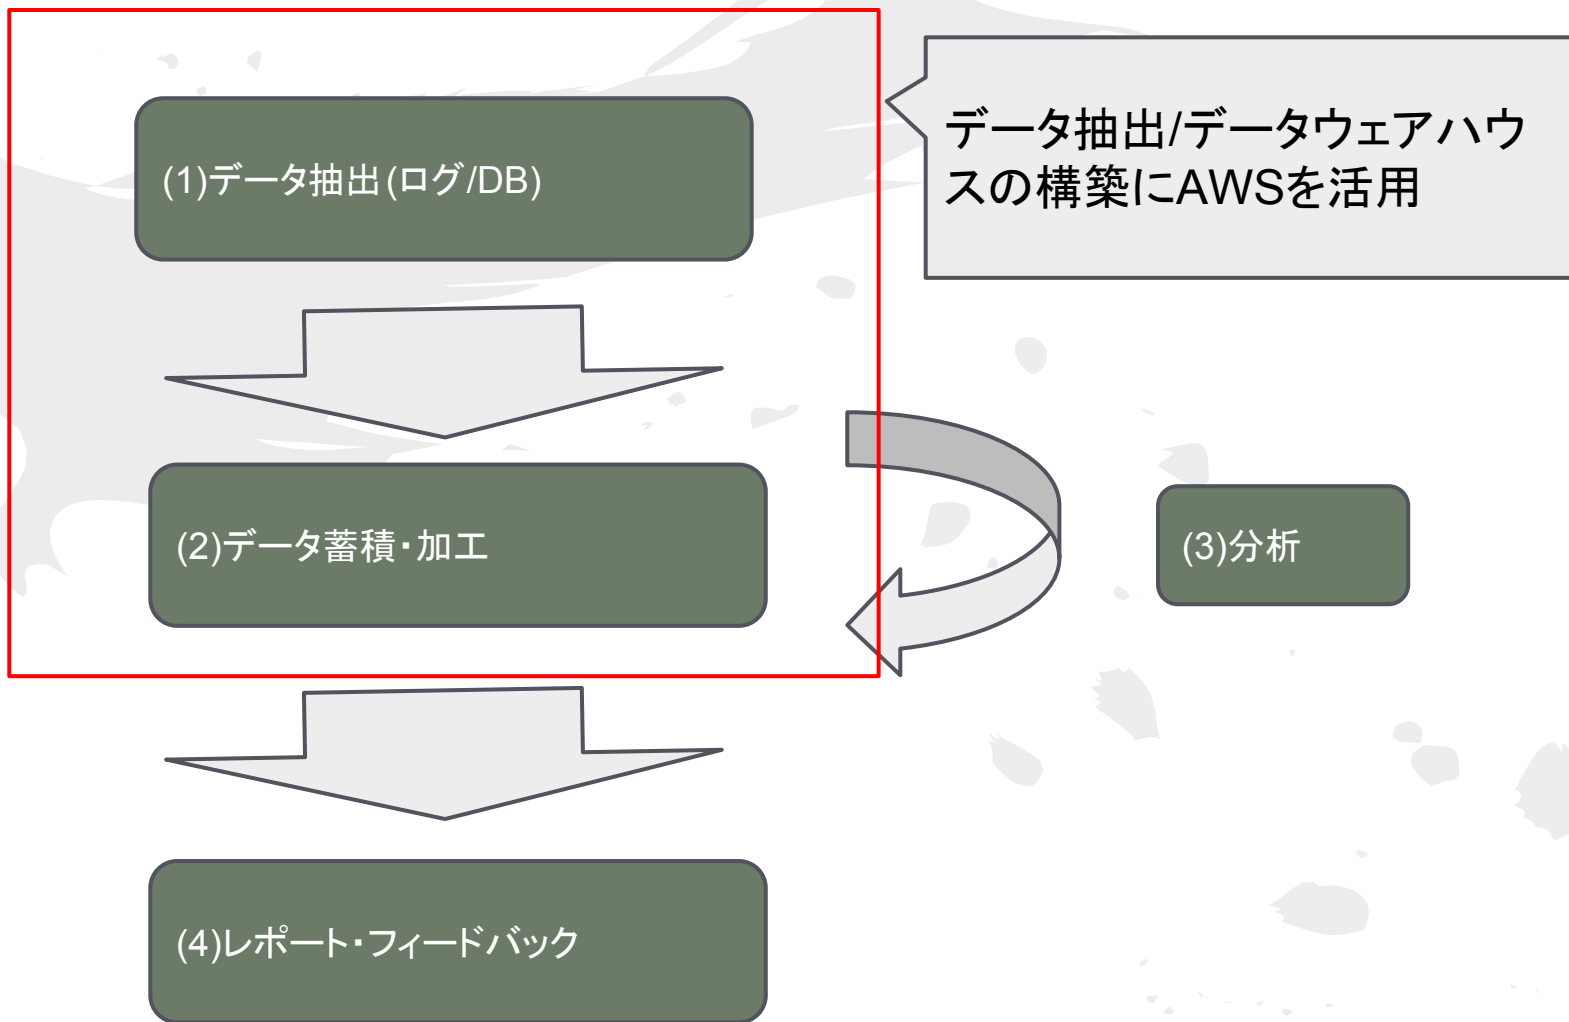 (1)データ抽出(ログ/DB)
データ抽出/データウェアハウ
スの構築にAWSを活用
(2)データ蓄積・加工
(3)分析
(4)レポート・フィードバック